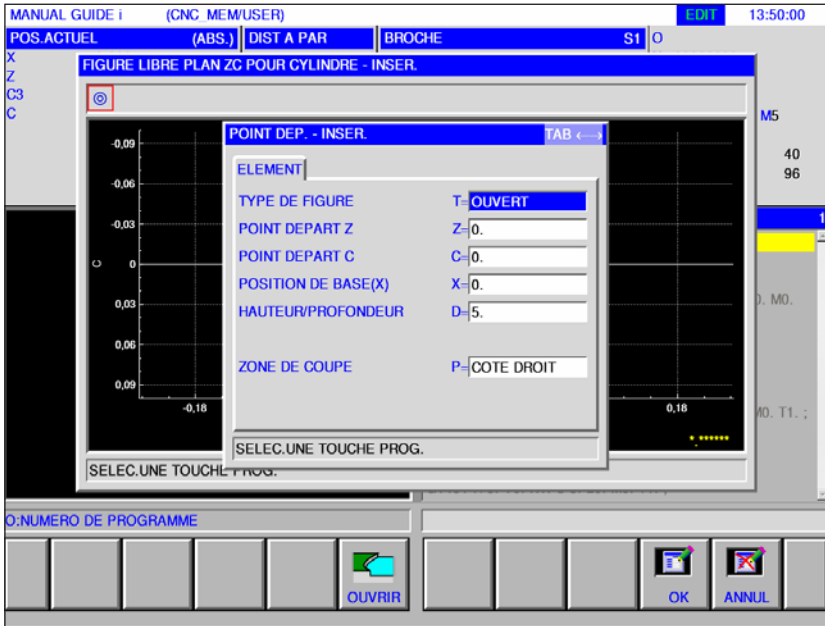 MANUAL GUIDE i (CNC_MEM/USER) EDIT 13:50:00
POS.ACTUEL (ABS.) DIST A PAR BROCHE S1 O
X
Z
C3
C
M5
40
96
FIGURE LIBRE PLAN ZC POUR CYLINDRE - INSER.
-0,09
-0,06
-0,03
0
0,03
0,06
0,09
C
-0,18
0,18
*.******
POINT DEP. - INSER. TAB ←→
ELEMENT
TYPE DE FIGURE T=OUVERT
POINT DEPART Z Z=0.
POINT DEPART C C=0.
POSITION DE BASE(X) X=0.
HAUTEUR/PROFONDEUR D=5.
ZONE DE COUPE P=COTE DROIT
SELEC.UNE TOUCHE PROG.
SELEC.UNE TOUCHE PROG.
1
0. M0.
M0. T1. ;
O:NUMERO DE PROGRAMME
OUVRIR OK ANNUL